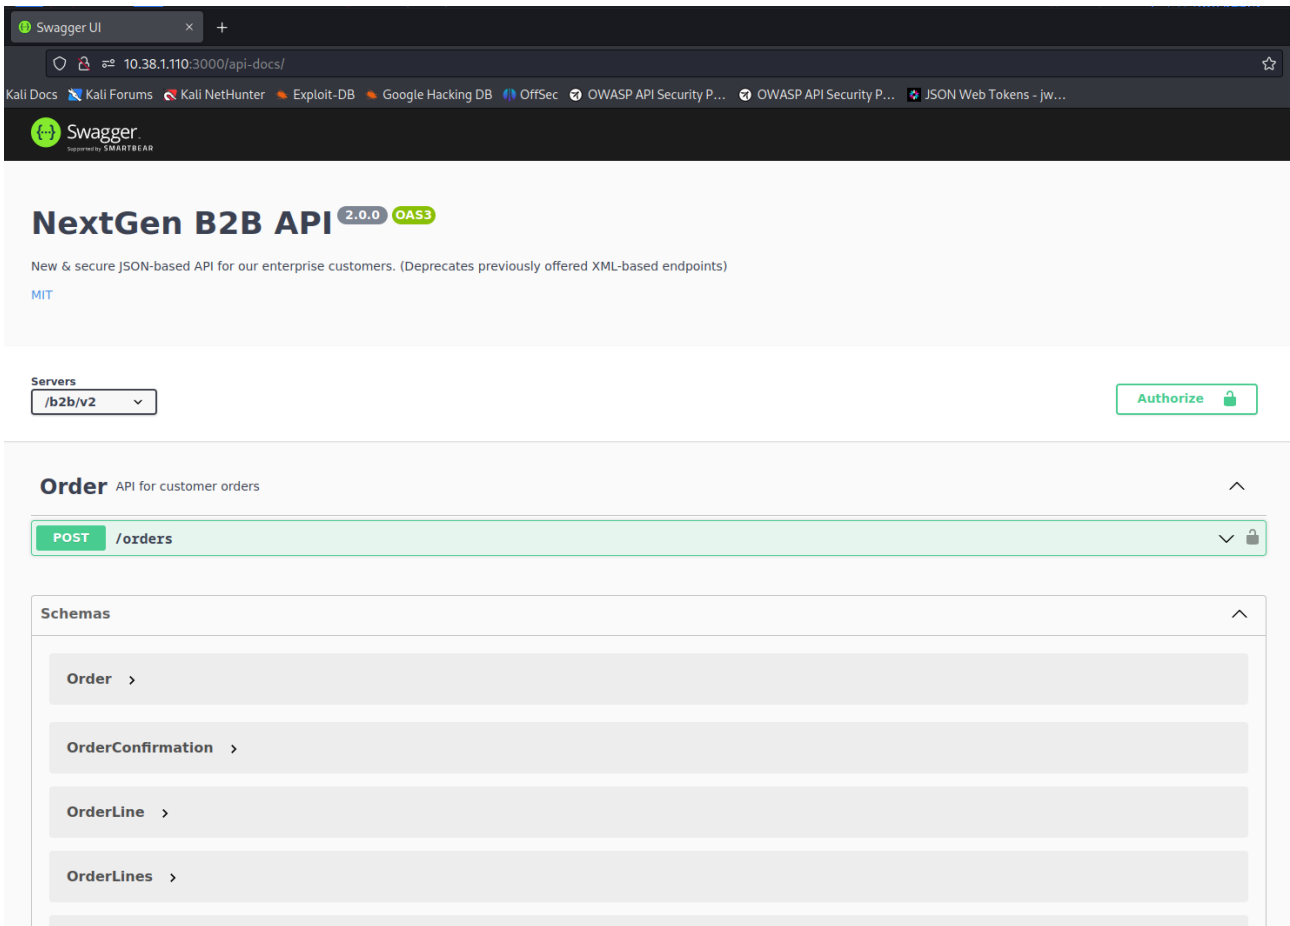 Swagger UI × +
10.38.1.110:3000/api-docs/
Kali Docs Kali Forums Kali NetHunter Exploit-DB Google Hacking DB OffSec OWASP API Security P... OWASP API Security P... JSON Web Tokens - jw...
Swagger.
Supported by SMARTBEAR
NextGen B2B API 2.0.0 OAS3
New & secure JSON-based API for our enterprise customers. (Deprecates previously offered XML-based endpoints)
MIT
Servers
/b2b/v2
Authorize
Order API for customer orders
POST /orders
Schemas
Order
OrderConfirmation
OrderLine
OrderLines